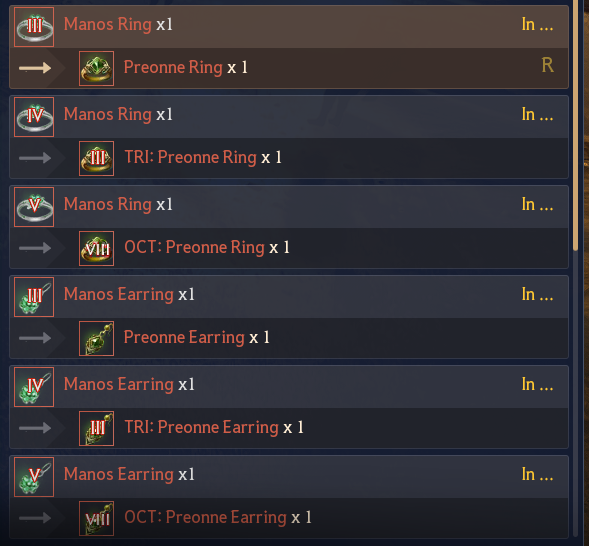 III Manos Ring x1 In ...
Preonne Ring x 1 R
IV Manos Ring x1 In ...
III TRI: Preonne Ring x 1
V Manos Ring x1 In ...
VIII OCT: Preonne Ring x 1
III Manos Earring x1 In ...
Preonne Earring x 1
IV Manos Earring x1 In ...
III TRI: Preonne Earring x 1
V Manos Earring x1 In ...
VIII OCT: Preonne Earring x 1